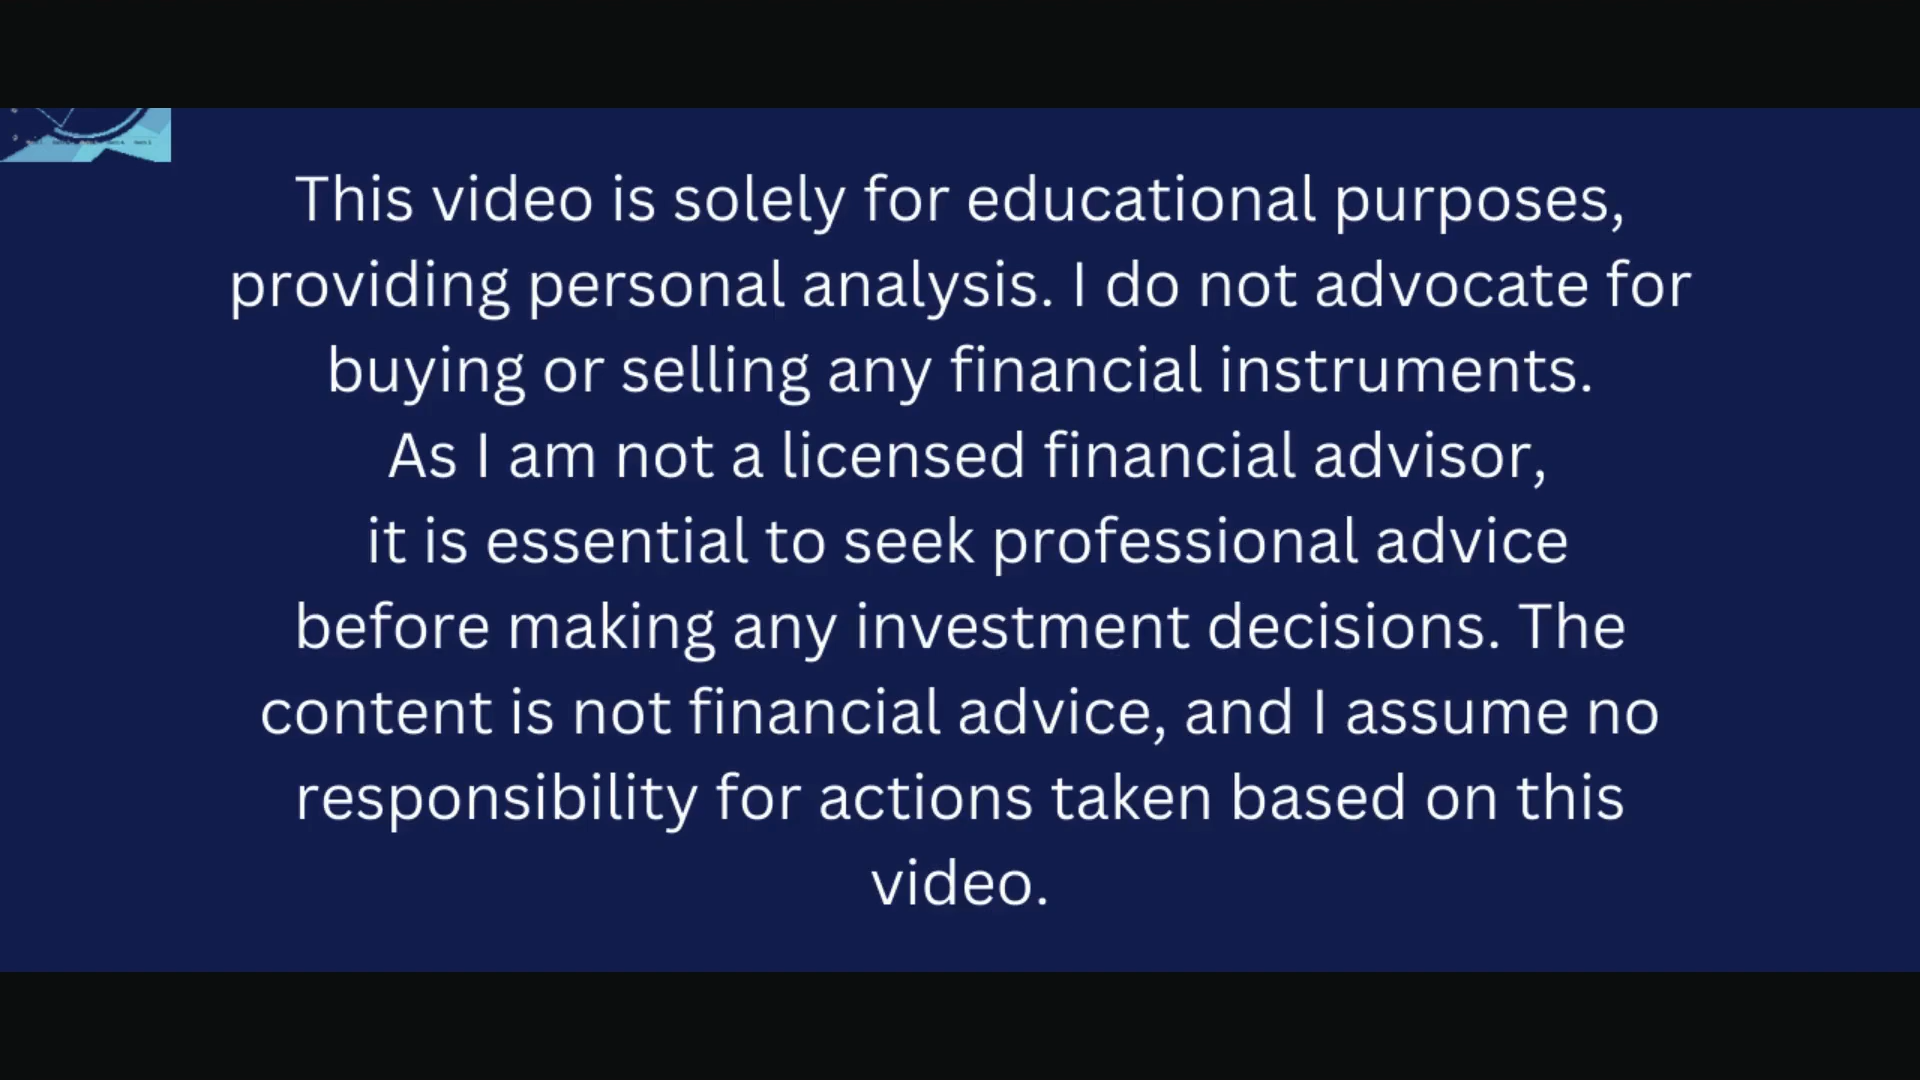 This video is solely for educational purposes,
providing personal analysis. I do not advocate for
buying or selling any financial instruments.
As I am not a licensed financial advisor,
it is essential to seek professional advice
before making any investment decisions. The
content is not financial advice, and I assume no
responsibility for actions taken based on this
video.